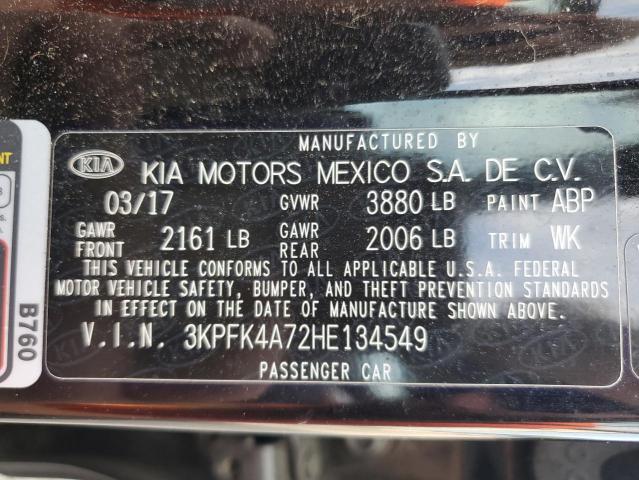 MANUFACTURED BY
KIA KIA MOTORS MEXICO S.A. DE C.V.
03/17 GVWR 3880 LB PAINT ABP
GAWR FRONT 2161 LB GAWR REAR 2006 LB TRIM WK
THIS VEHICLE CONFORMS TO ALL APPLICABLE U.S.A. FEDERAL
MOTOR VEHICLE SAFETY, BUMPER, AND THEFT PREVENTION STANDARDS
IN EFFECT ON THE DATE OF MANUFACTURE SHOWN ABOVE.
V.I.N. 3KPFK4A72HE134549
PASSENGER CAR
B760